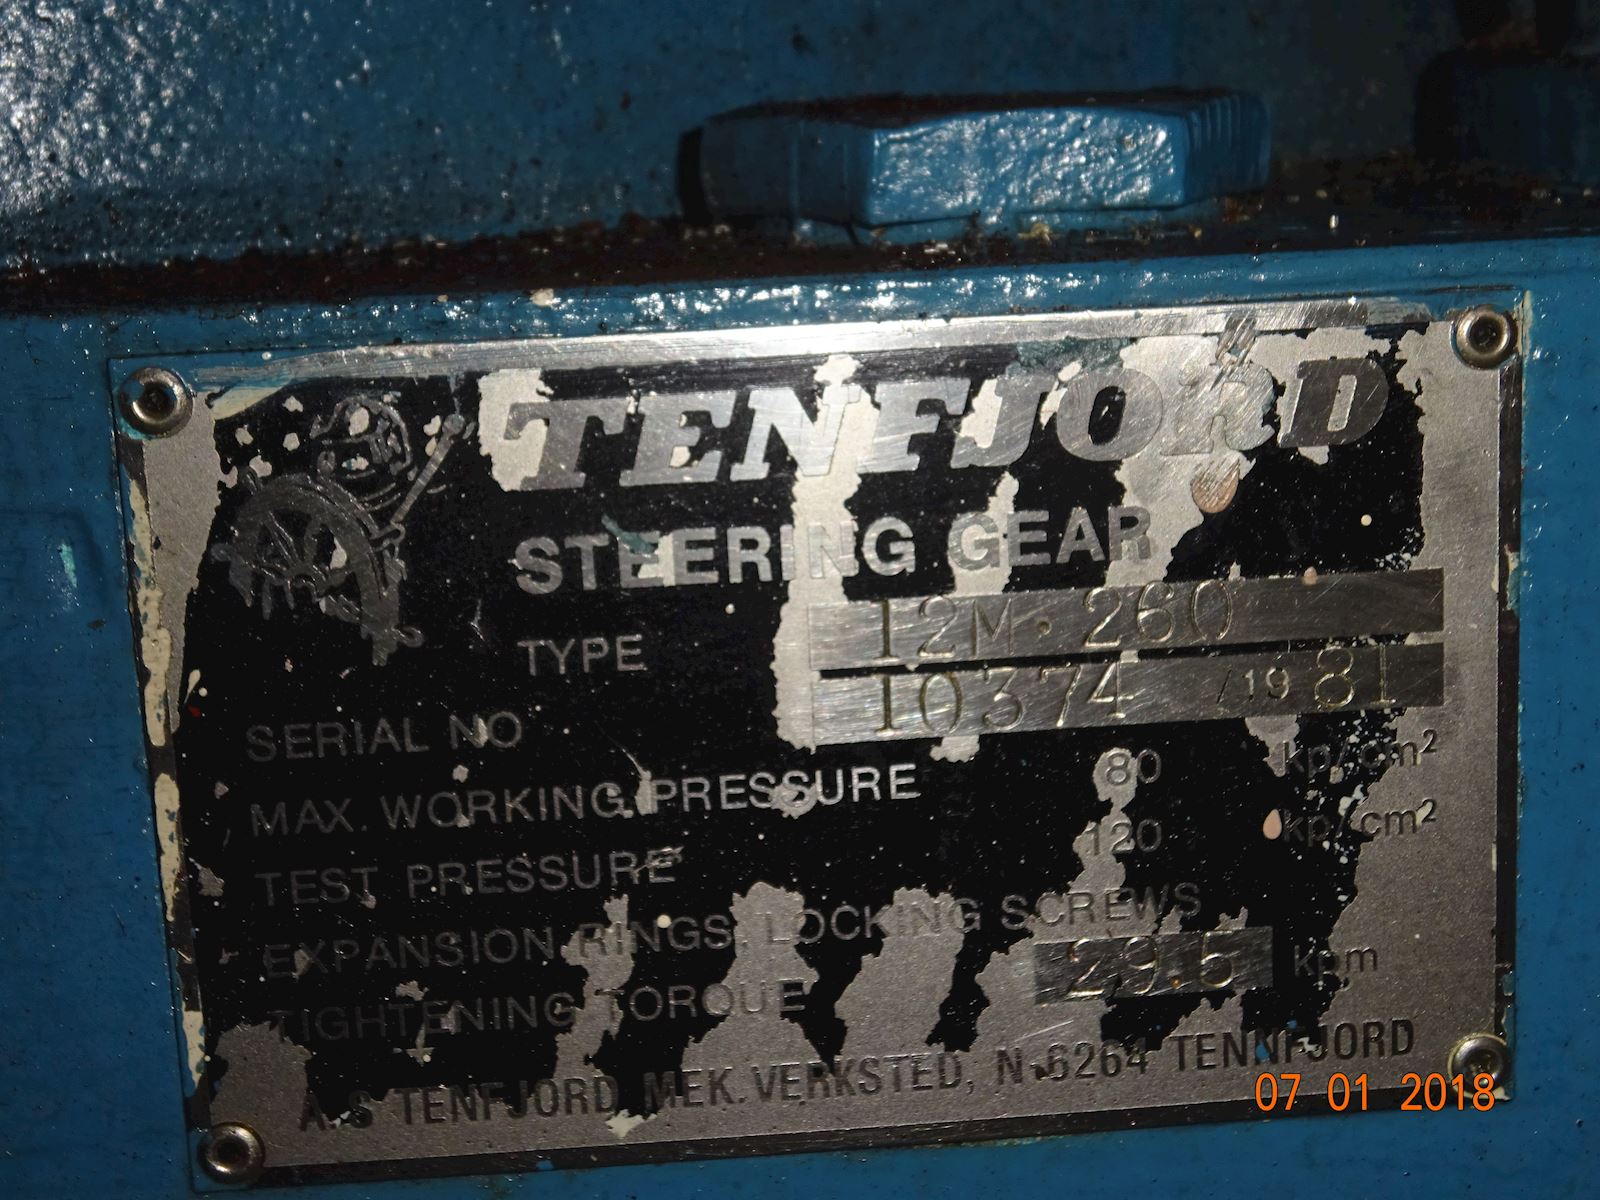 TENFJORD
STEERING GEAR
TYPE 12M·260
SERIAL NO 10374 /1981
MAX. WORKING PRESSURE 80 kp/cm²
TEST PRESSURE 120 kp/cm²
EXPANSION RINGS, LOCKING SCREWS
TIGHTENING TORQUE 29.5 kpm
A.S TENFJORD MEK. VERKSTED, N-6264 TENNFJORD
07 01 2018